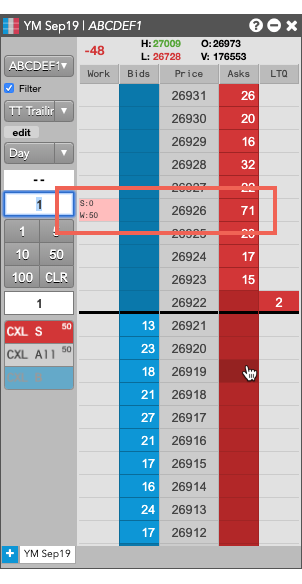 YM Sep19 | ABCDEF1
-48 H: 27009 O: 26973
L: 26728 V: 176553
ABCDEF1
Filter
TT Trailin
edit
Day
--
1
1 5
10 50
100 CLR
1
CXL S 50
CXL All 50
Work Bids Price Asks LTQ
26931 26
26930 20
26929 16
26928 32
26927 22
S:0
W:50 26926 71
26925 20
26924 17
26923 15
26922 2
13 26921
23 26920
18 26919
21 26918
27 26917
21 26916
17 26915
16 26914
24 26913
17 26912
+ YM Sep19